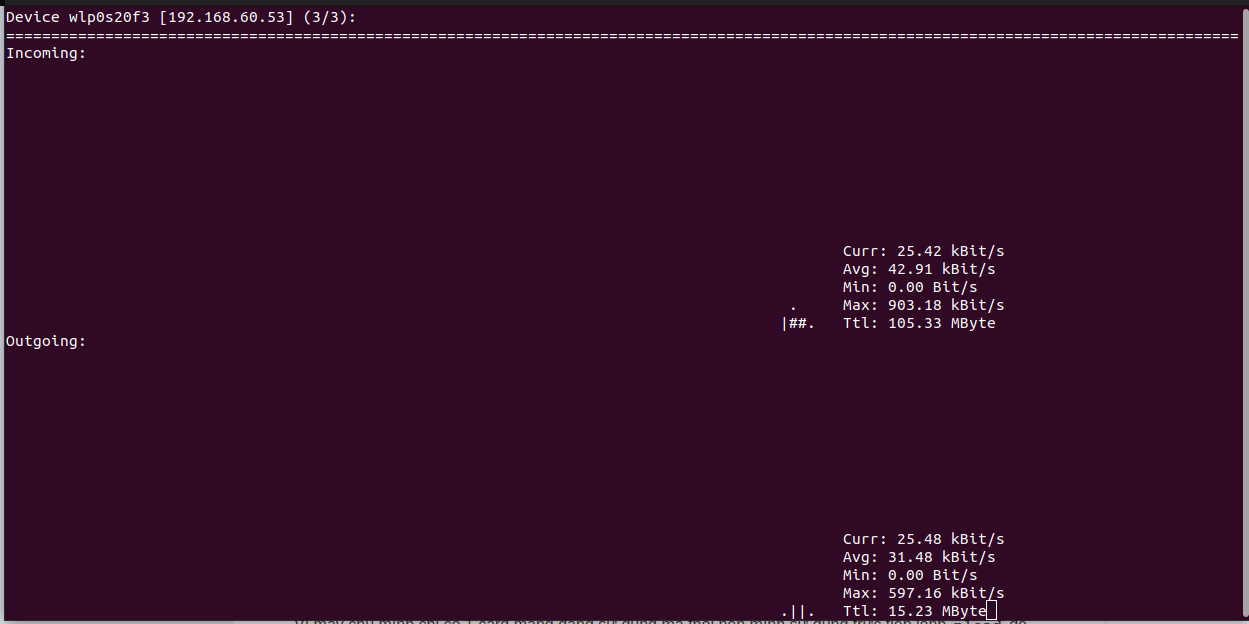 Device wlp0s20f3 [192.168.60.53] (3/3):
=========================================================================================================================================
Incoming:
Curr: 25.42 kBit/s
Avg: 42.91 kBit/s
Min: 0.00 Bit/s
. Max: 903.18 kBit/s
|##. Ttl: 105.33 MByte
Outgoing:
Curr: 25.48 kBit/s
Avg: 31.48 kBit/s
Min: 0.00 Bit/s
Max: 597.16 kBit/s
.||. Ttl: 15.23 MByte